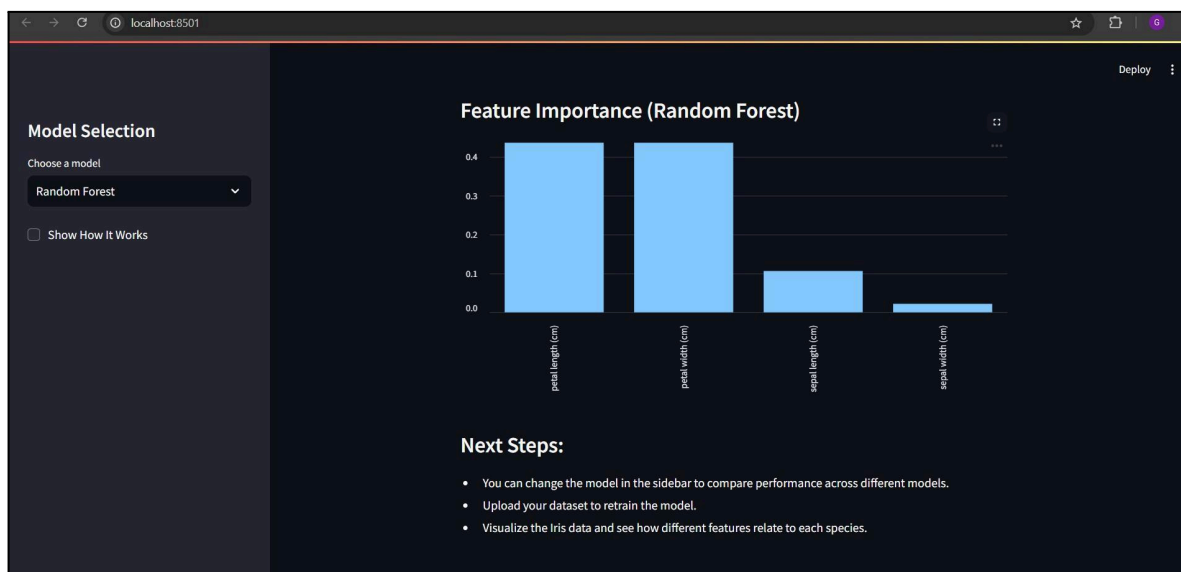 localhost:8501
G
Deploy
Model Selection
Choose a model
Random Forest
Show How It Works
Feature Importance (Random Forest)
0.4
0.3
0.2
0.1
0.0
petal length (cm)
petal width (cm)
sepal length (cm)
sepal width (cm)
Next Steps:
You can change the model in the sidebar to compare performance across different models.
Upload your dataset to retrain the model.
Visualize the Iris data and see how different features relate to each species.